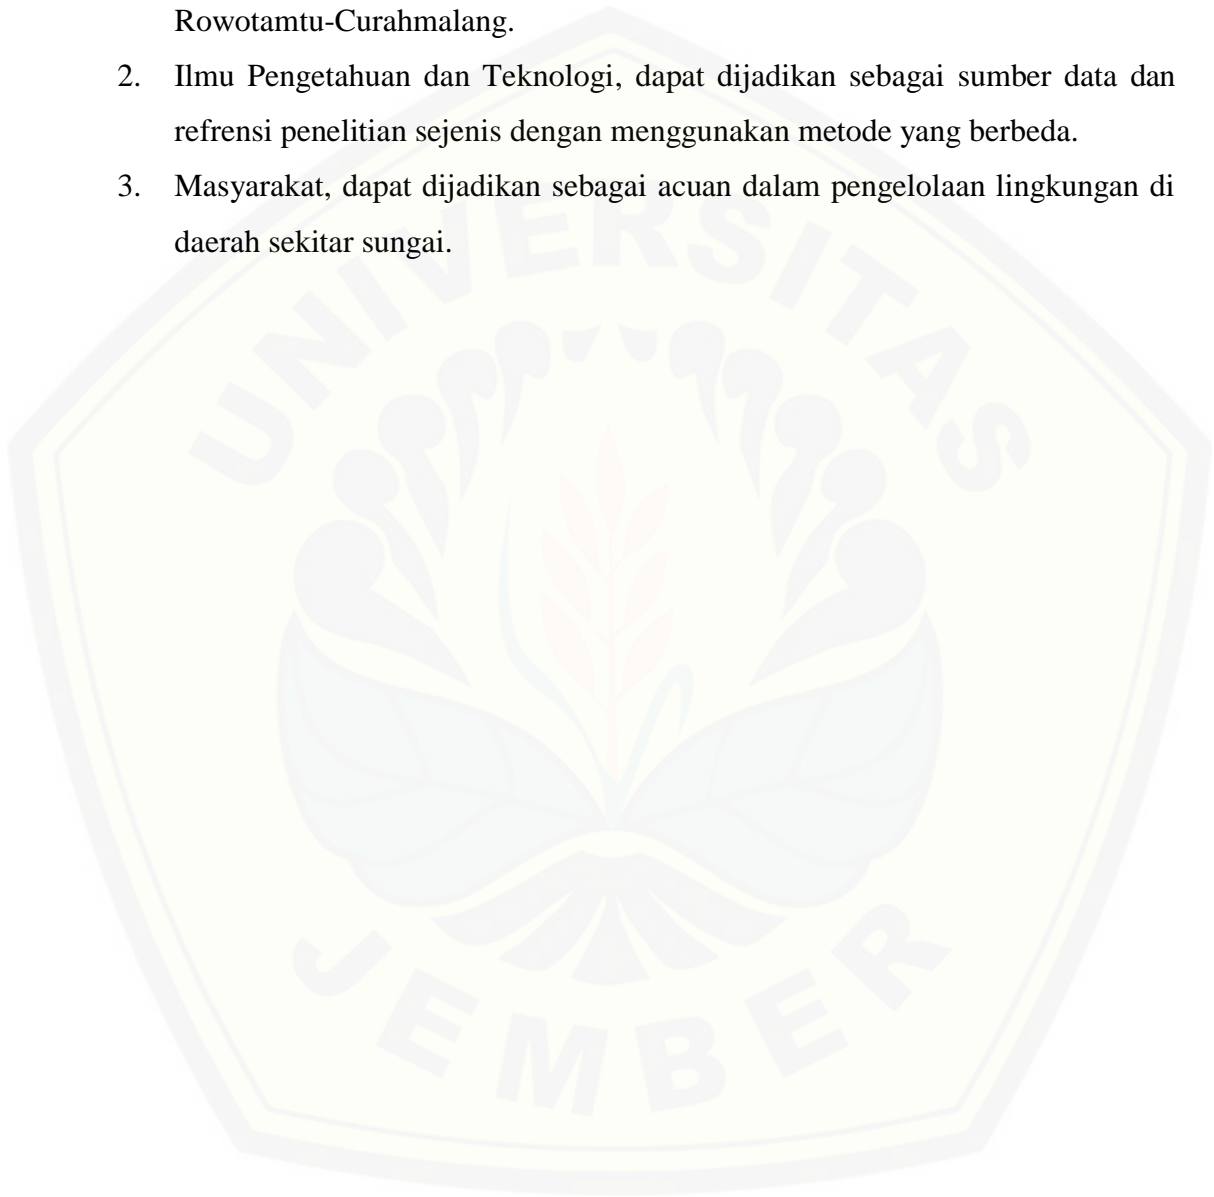 Rowotamtu-Curahmalang.
2. Ilmu Pengetahuan dan Teknologi, dapat dijadikan sebagai sumber data dan
refrensi penelitian sejenis dengan menggunakan metode yang berbeda.
3. Masyarakat, dapat dijadikan sebagai acuan dalam pengelolaan lingkungan di
daerah sekitar sungai.
UNIVERSITAS
JEMBER